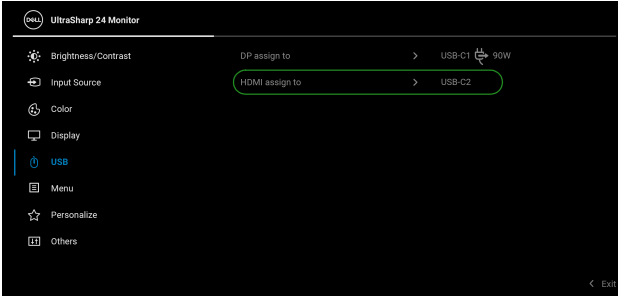 DELL UltraSharp 24 Monitor
Brightness/Contrast DP assign to > USB-C1 90W
Input Source HDMI assign to > USB-C2
Color
Display
USB
Menu
Personalize
Others
< Exit